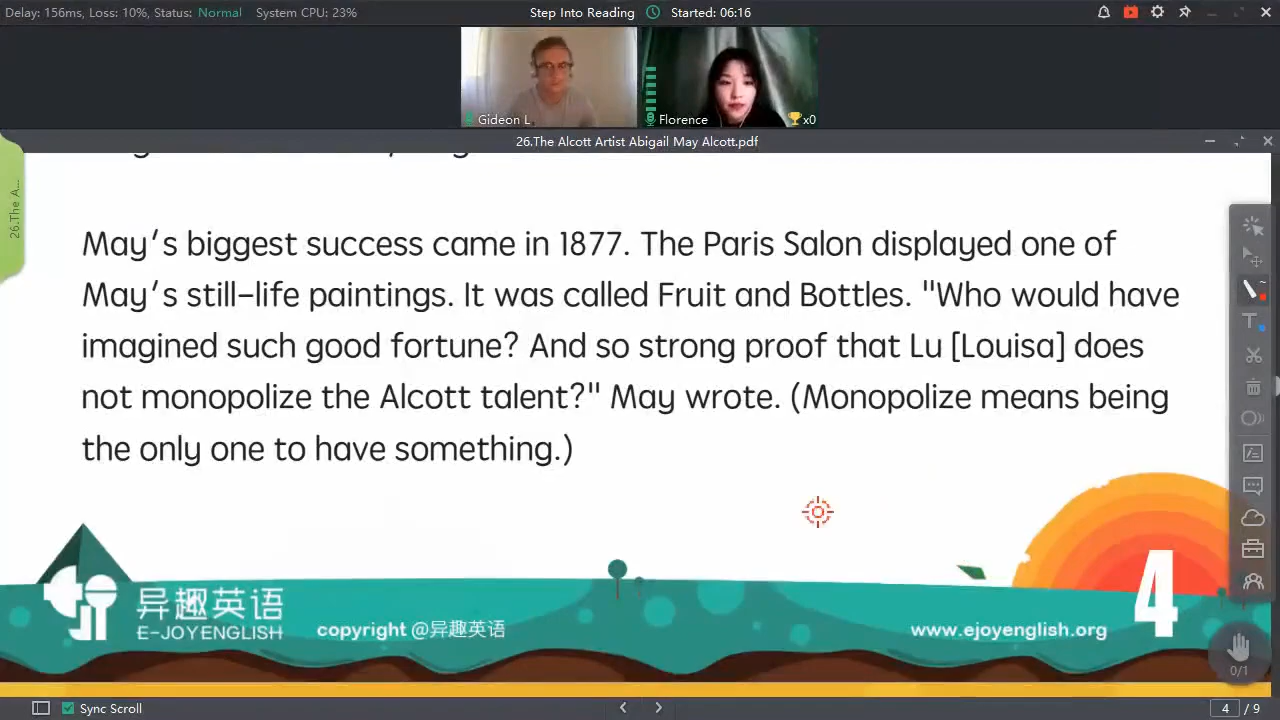 Delay: 156ms, Loss: 10%, Status: Normal System CPU: 23%
Step Into Reading Started: 06:16
Gideon L
Florence
x0
26.The Alcott Artist Abigail May Alcott.pdf
26.The A...
May's biggest success came in 1877. The Paris Salon displayed one of
May's still-life paintings. It was called Fruit and Bottles. "Who would have
imagined such good fortune? And so strong proof that Lu [Louisa] does
not monopolize the Alcott talent?" May wrote. (Monopolize means being
the only one to have something.)
4
异趣英语
E-JOYENGLISH
copyright @异趣英语
www.ejoyenglish.org
0/1
Sync Scroll
4 / 9